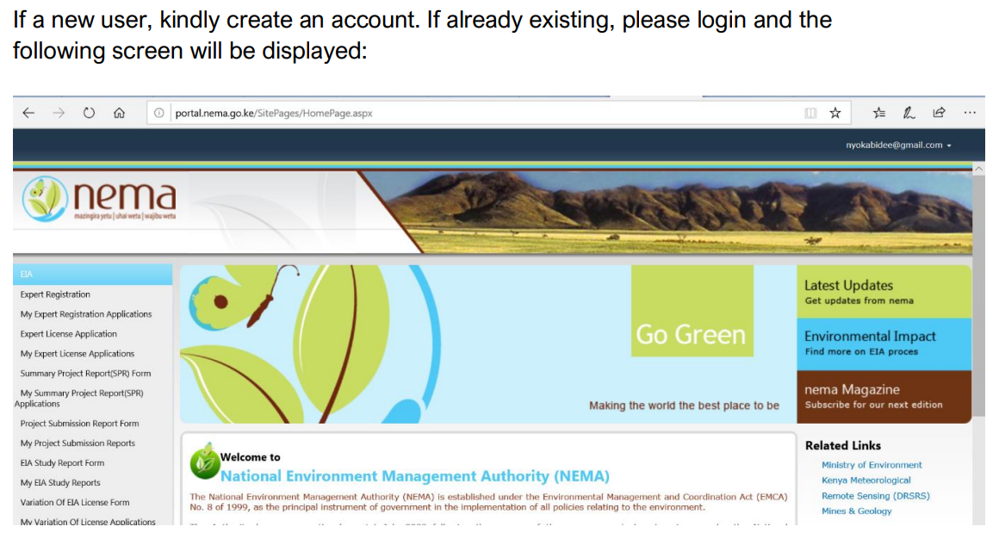 If a new user, kindly create an account. If already existing, please login and the
following screen will be displayed:
portal.nema.go.ke/SitePages/HomePage.aspx
nyokabidee@gmail.com
nema
mazingira yetu | uhai wetu | wajibu wetu
EIA
Expert Registration
My Expert Registration Applications
Expert License Application
My Expert License Applications
Summary Project Report(SPR) Form
My Summary Project Report(SPR)
Applications
Project Submission Report Form
My Project Submission Reports
EIA Study Report Form
My EIA Study Reports
Variation Of EIA License Form
My Variation Of License Applications
Go Green
Making the world the best place to be
Latest Updates
Get updates from nema
Environmental Impact
Find more on EIA proces
nema Magazine
Subscribe for our next edition
Welcome to
National Environment Management Authority (NEMA)
The National Environment Management Authority (NEMA) is established under the Environmental Management and Coordination Act (EMCA)
No. 8 of 1999, as the principal instrument of government in the implementation of all policies relating to the environment.
Related Links
Ministry of Environment
Kenya Meteorological
Remote Sensing (DRSRS)
Mines & Geology